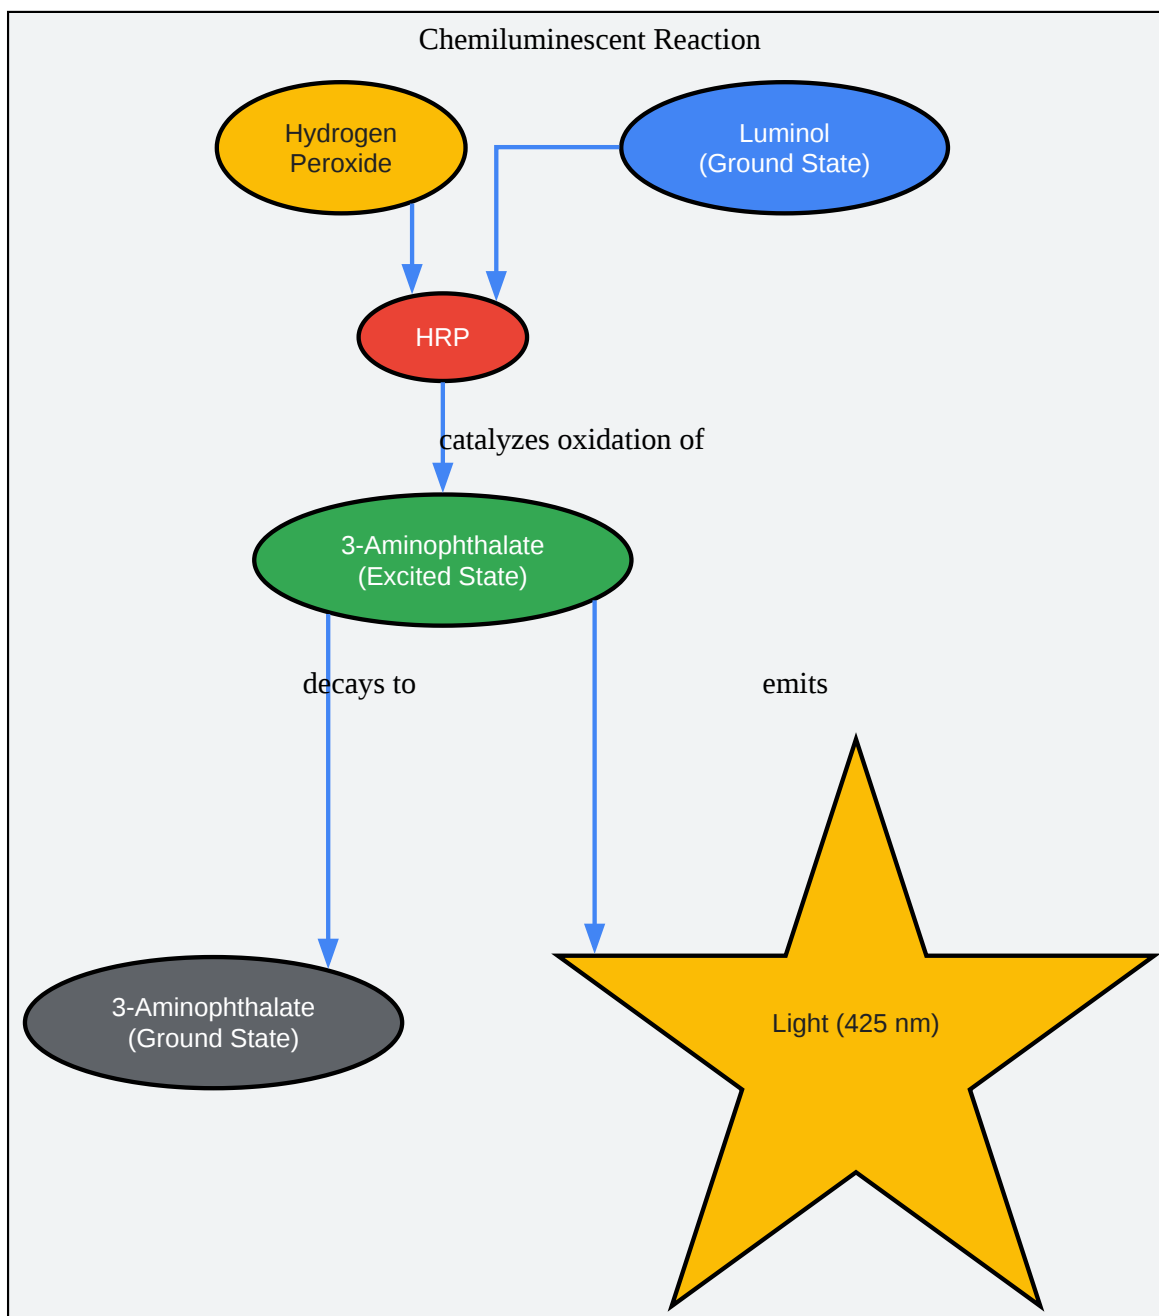 Chemiluminescent Reaction
Hydrogen
Peroxide
Luminol
(Ground State)
HRP
catalyzes oxidation of
3-Aminophthalate
(Excited State)
decays to
emits
3-Aminophthalate
(Ground State)
Light (425 nm)